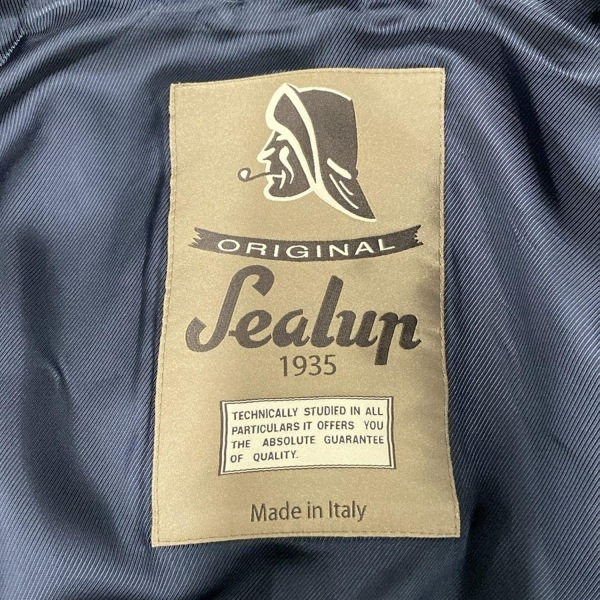 ORIGINAL
Sealup
1935
TECHNICALLY STUDIED IN ALL
PARTICULARS IT OFFERS YOU
THE ABSOLUTE GUARANTEE
OF QUALITY.
Made in Italy